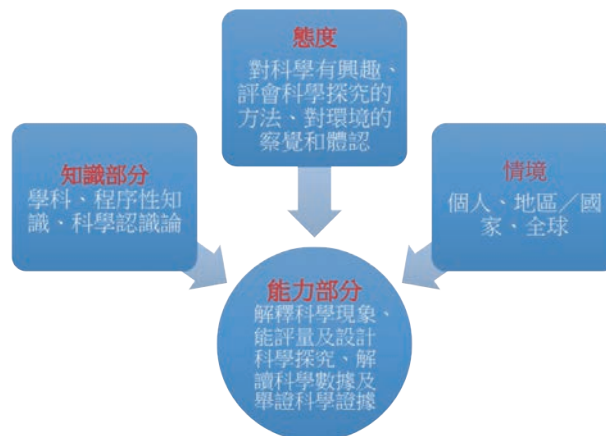 態度
對科學有興趣、
評會科學探究的
方法、對環境的
察覺和體認
知識部分
學科、程序性知
識、科學認識論
情境
個人、地區／國
家、全球
能力部分
解釋科學現象、
能評量及設計
科學探究、解
讀科學數據及
舉證科學證據